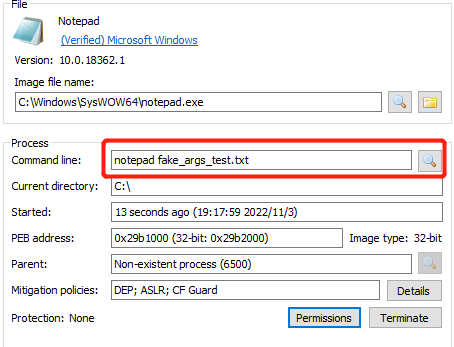 File
Notepad
(Verified) Microsoft Windows
Version: 10.0.18362.1
Image file name:
C:\Windows\SysWOW64\notepad.exe
Process
Command line: notepad fake_args_test.txt
Current directory: C:\
Started: 13 seconds ago (19:17:59 2022/11/3)
PEB address: 0x29b1000 (32-bit: 0x29b2000) Image type: 32-bit
Parent: Non-existent process (6500)
Mitigation policies: DEP; ASLR; CF Guard Details
Protection: None Permissions Terminate